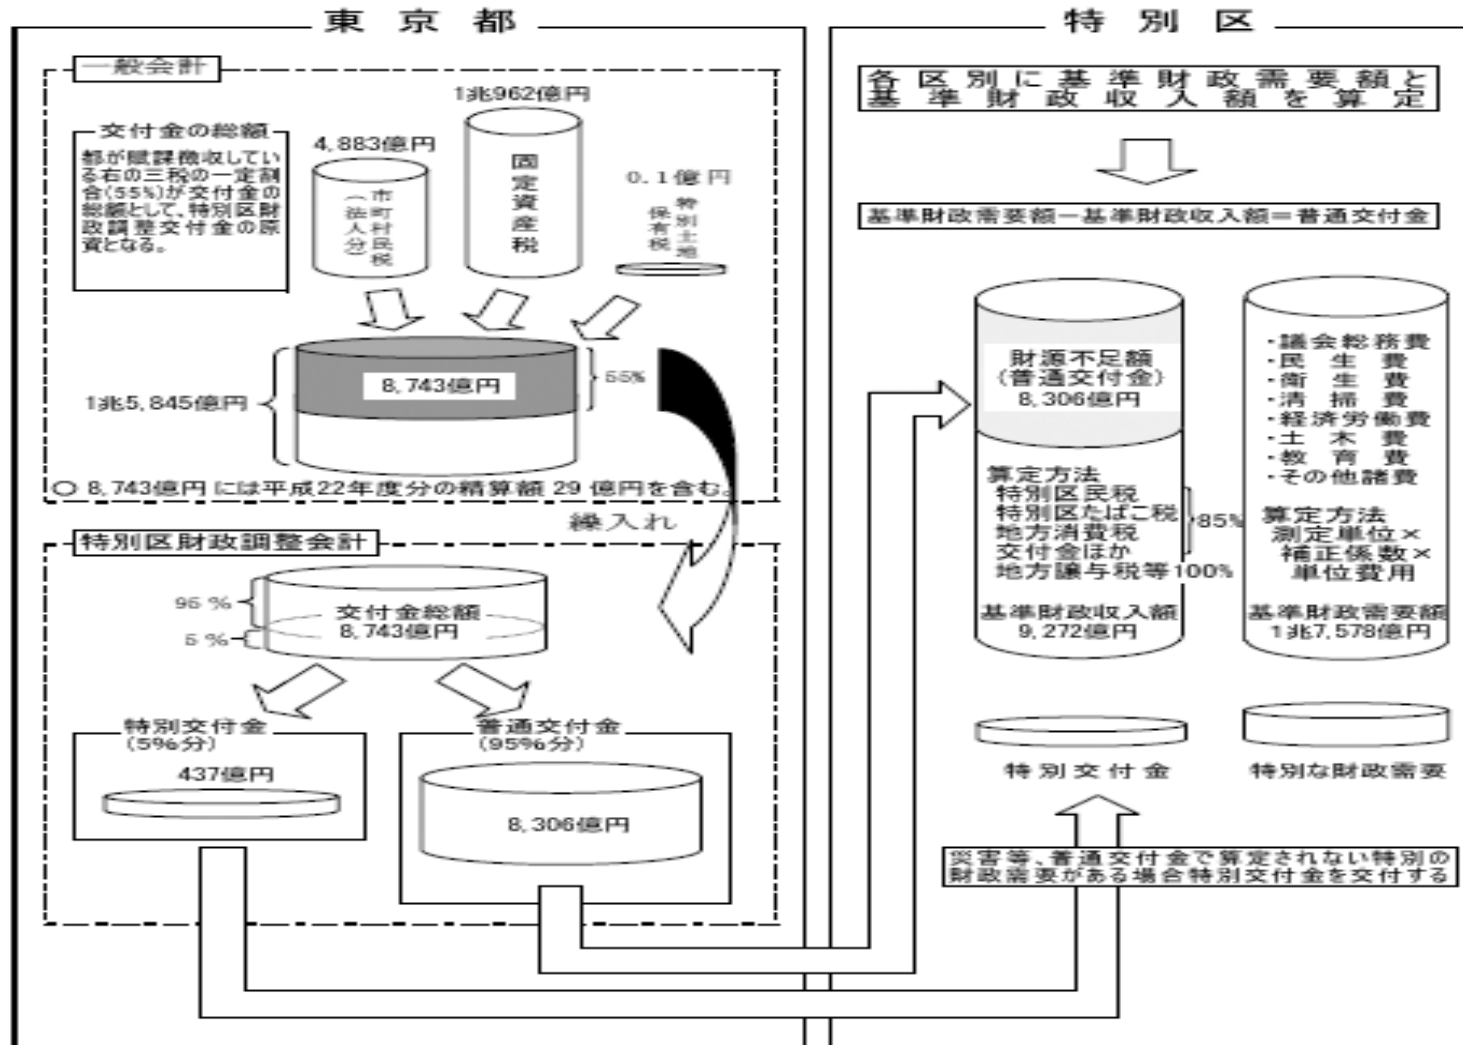 東京都
一般会計
交付金の総額
都が賦課徴収してい
る右の三税の一定割
合(55%)が交付金の
総額として、特別区財
政調整交付金の原
資となる。
4,883億円
市町村民税
(法人分)
1兆962億円
固定資産税
0.1億円
特別土地
保有税
1兆5,845億円
8,743億円
55%
○ 8,743億円には平成22年度分の精算額 29 億円を含む。
繰入れ
特別区財政調整会計
95 %
5 %
交付金総額
8,743億円
特別交付金
(5%分)
437億円
普通交付金
(95%分)
8,306億円
特別区
各区別に基準財政需要額と
基準財政収入額を算定
基準財政需要額－基準財政収入額＝普通交付金
財源不足額
(普通交付金)
8,306億円
算定方法
特別区民税
特別区たばこ税
地方消費税
交付金ほか
85%
地方譲与税等100%
基準財政収入額
9,272億円
・議会総務費
・民生費
・衛生費
・清掃費
・経済労働費
・土木費
・教育費
・その他諸費
算定方法
測定単位×
補正係数×
単位費用
基準財政需要額
1兆7,578億円
特別交付金
特別な財政需要
災害等、普通交付金で算定されない特別の
財政需要がある場合特別交付金を交付する